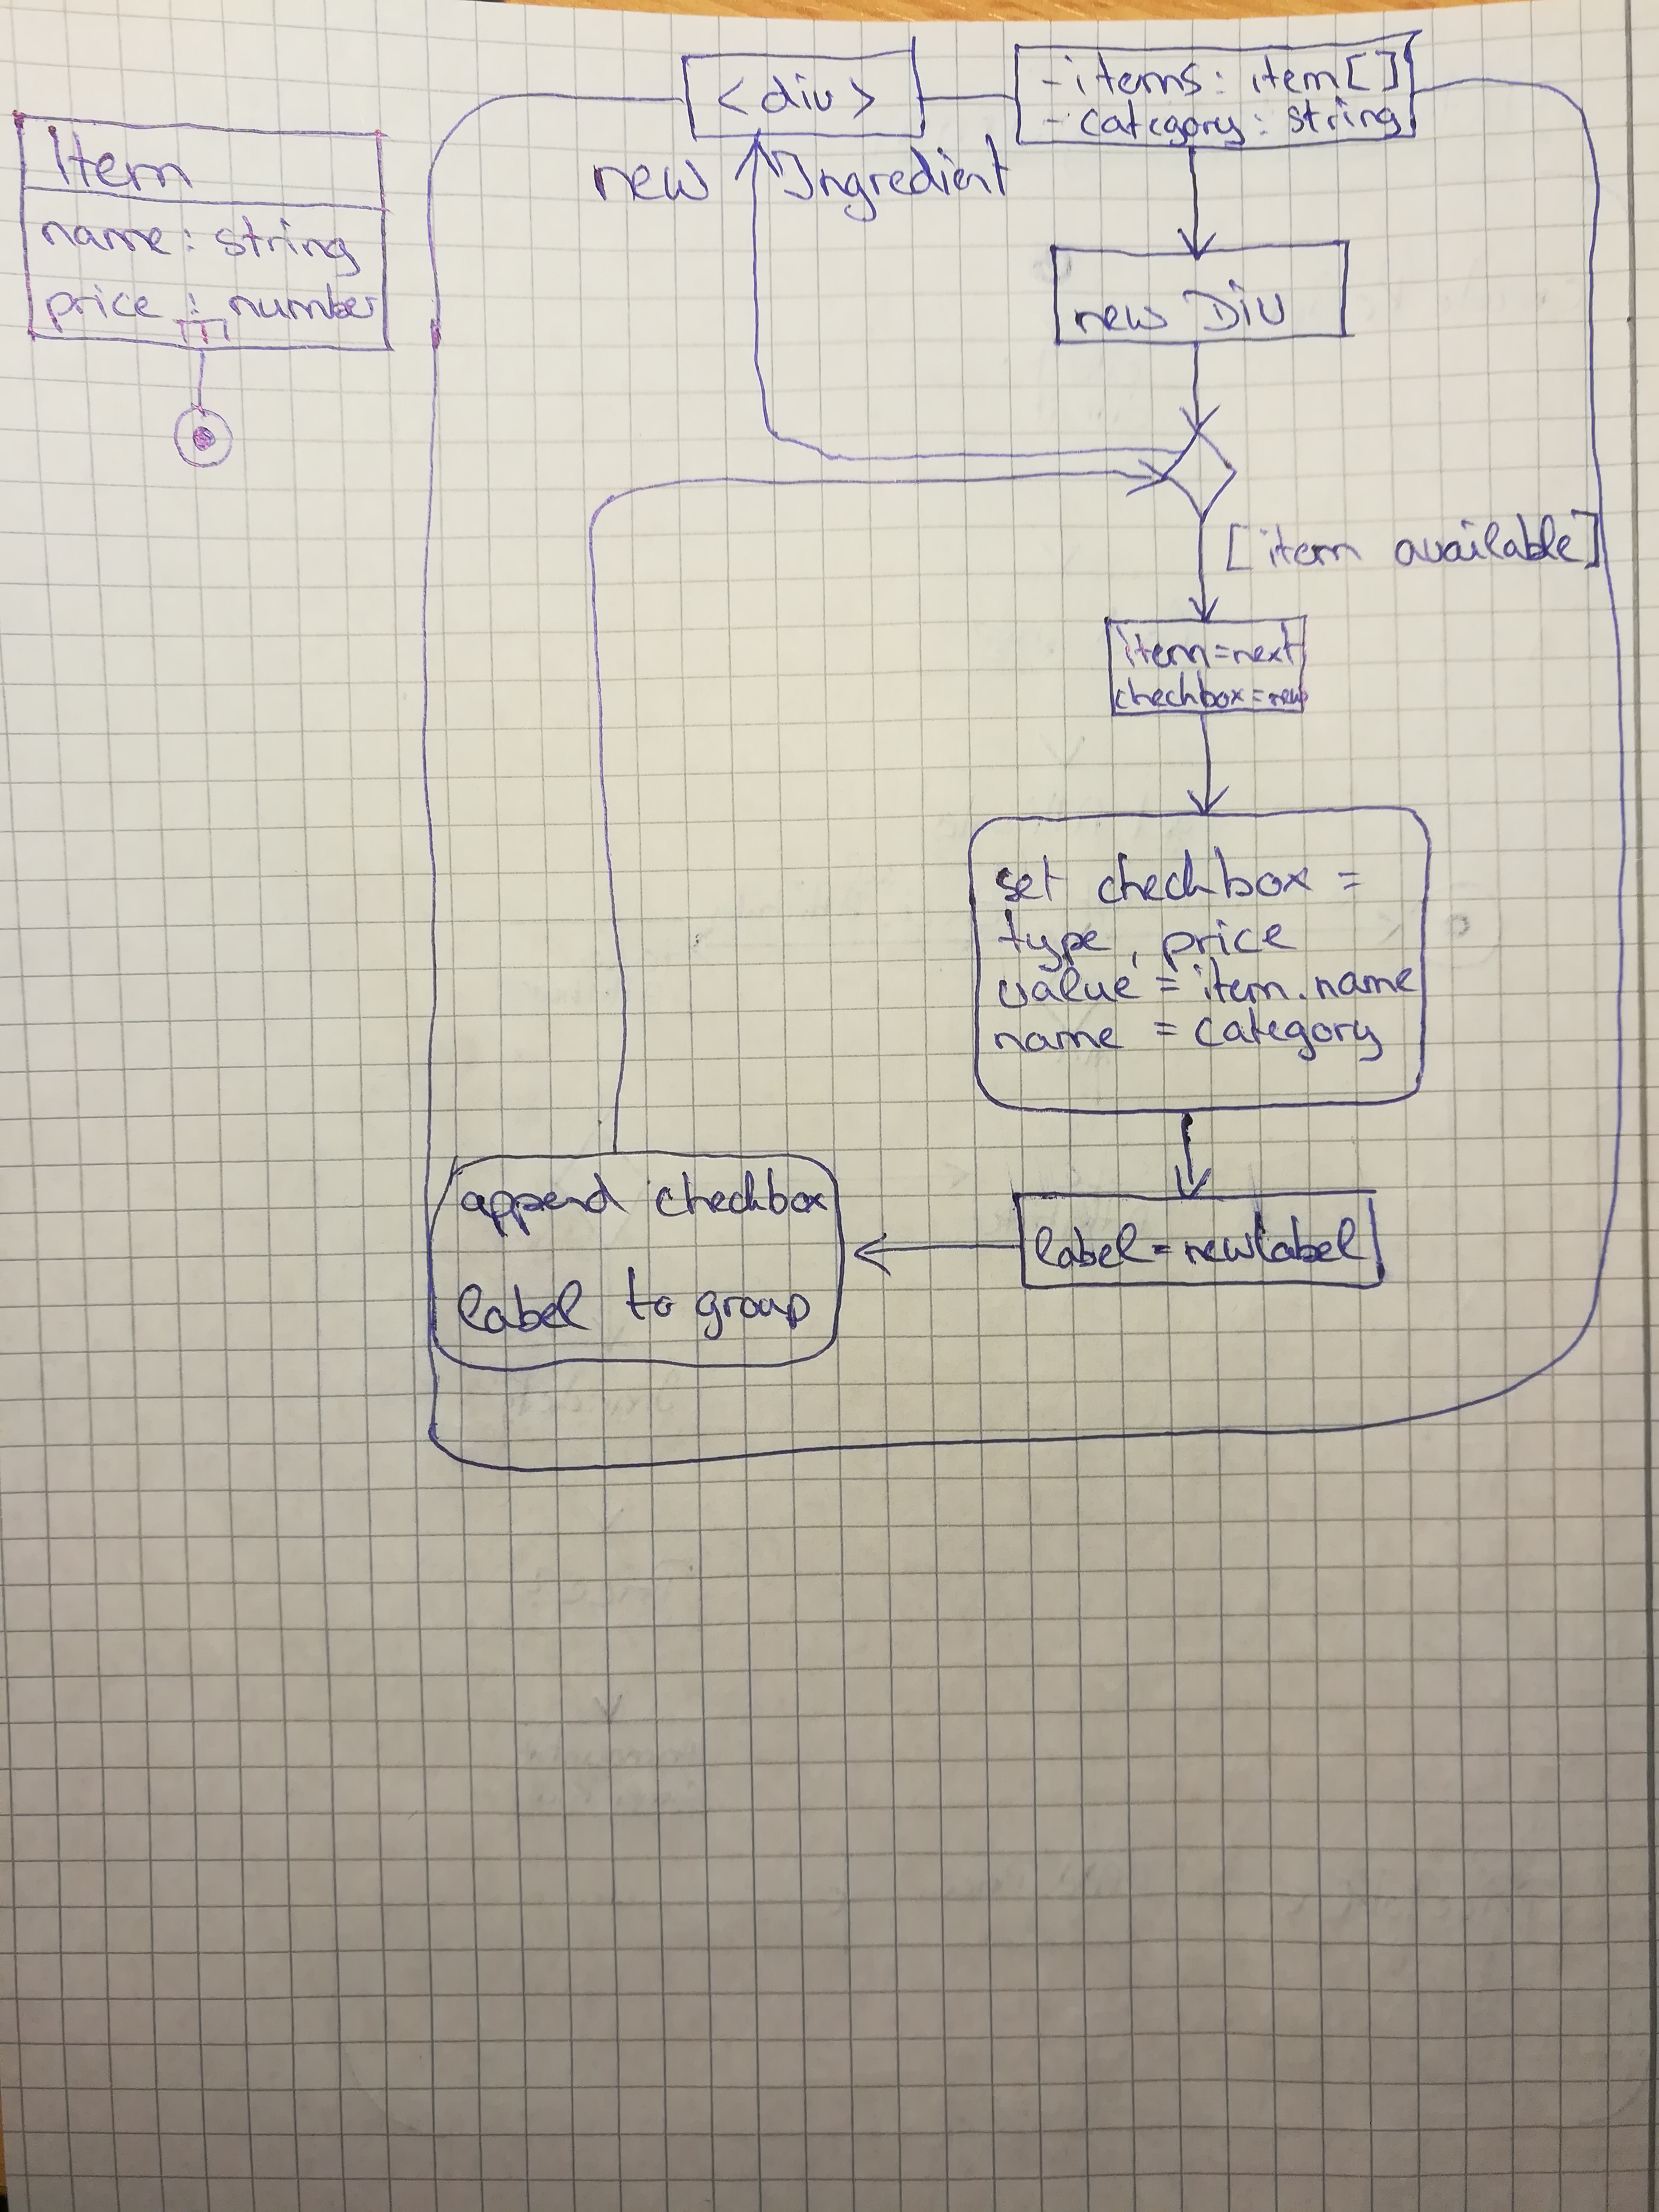 Item
name: string
price : number
<div>
- items: item[]
- category: string
new Ingredient
new Div
[item available]
item=next
checkbox=new
set checkbox =
type, price
value = item.name
name = category
label=newlabel
append checkbox
label to group